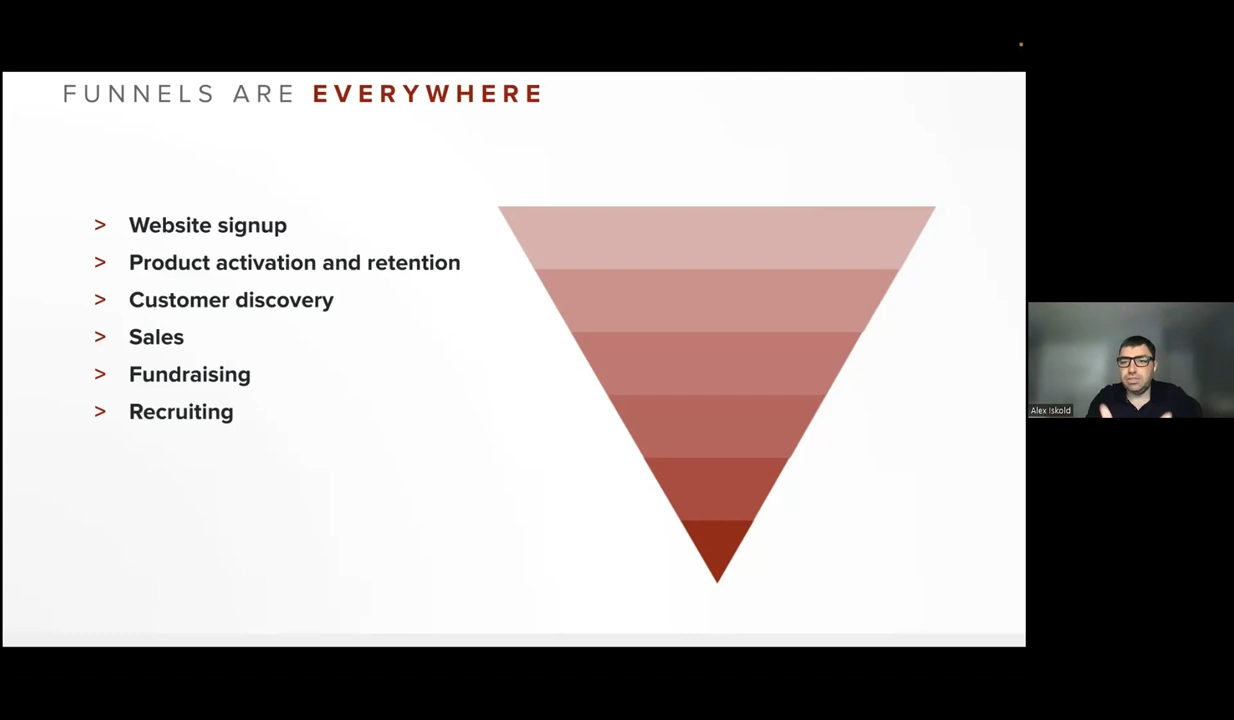 FUNNELS ARE EVERYWHERE
> Website signup
> Product activation and retention
> Customer discovery
> Sales
> Fundraising
> Recruiting
Alex Iskold